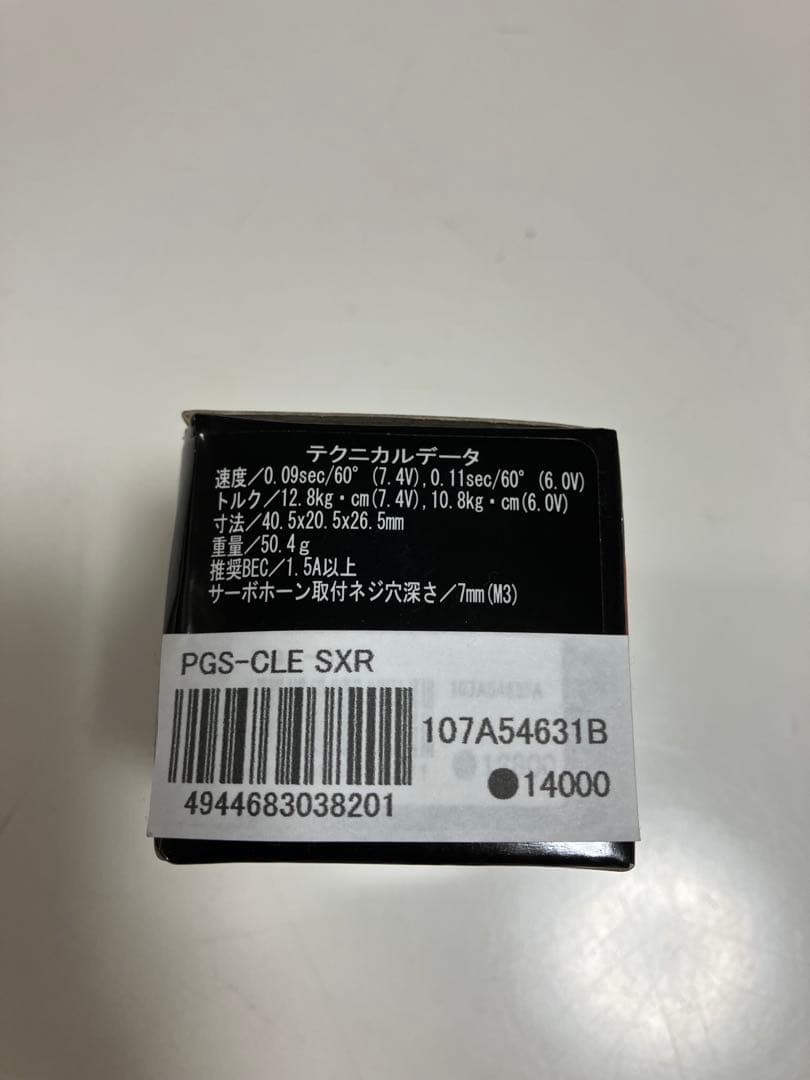 テクニカルデータ
速度/0.09sec/60° (7.4V),0.11sec/60° (6.0V)
トルク/12.8kg・cm(7.4V),10.8kg・cm(6.0V)
寸法/40.5x20.5x26.5mm
重量/50.4g
推奨BEC/1.5A以上
サーボホーン取付ネジ穴深さ/7mm(M3)
PGS-CLE SXR
107A54631B
●14000
4944683038201